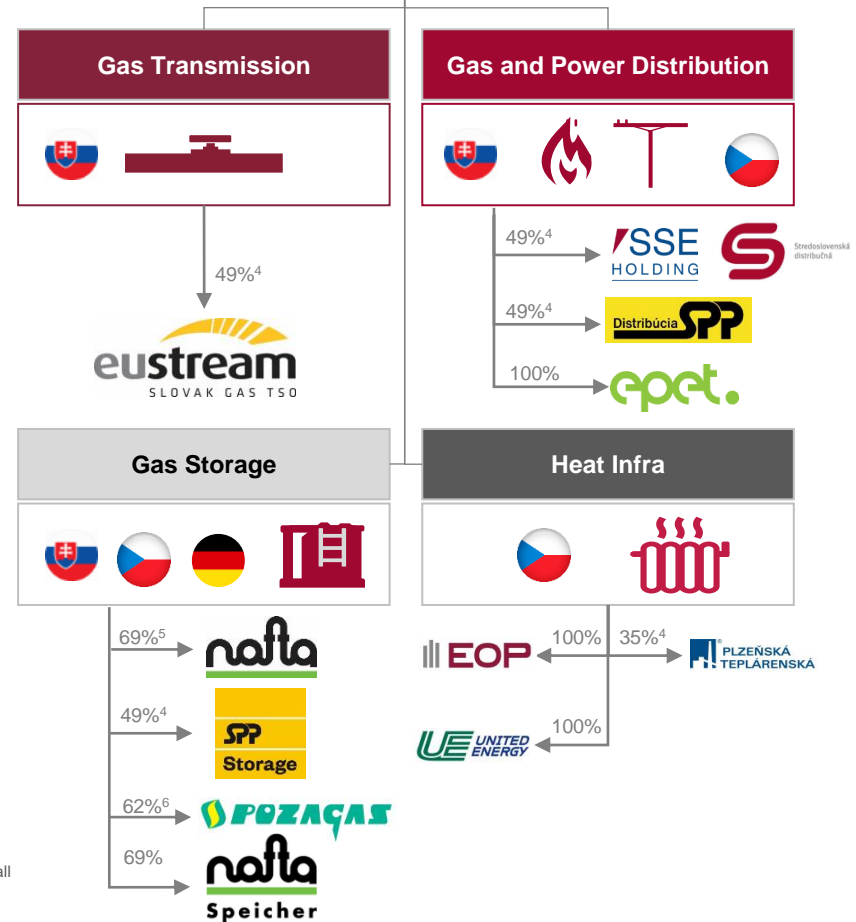 Gas Transmission
Gas and Power Distribution
49%⁴
eustream
SLOVAK GAS TSO
49%⁴
SSE
HOLDING
Stredoslovenská
distribučná
49%⁴
Distribúcia SPP
100%
epet.
Gas Storage
Heat Infra
69%⁵
nafta
49%⁴
SPP
Storage
62%⁶
POZAGAS
69%
nafta
Speicher
EOP
100%
35%⁴
PLZEŇSKÁ
TEPLÁRENSKÁ
®
UE UNITED
ENERGY
100%
all